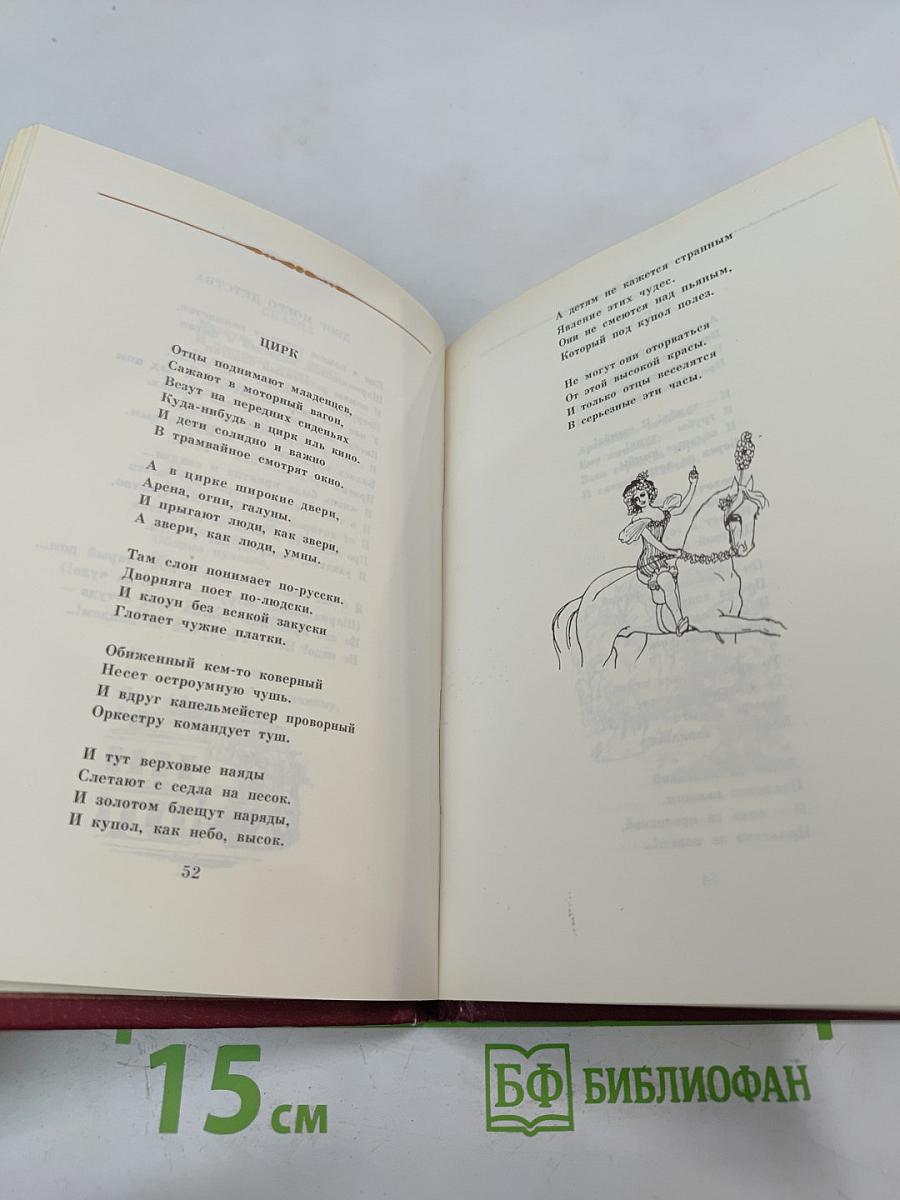 ЦИРК
Отцы поднимают младенцев,
Сажают в моторный вагон,
Везут на передних сиденьях
Куда-нибудь в цирк иль кино.
И дети солидно и важно
В трамвайное смотрят окно.
А в цирке широкие двери,
Арена, огни, галуны.
И прыгают люди, как звери,
А звери, как люди, умны.
Там слон понимает по-русски.
Дворняга поет по-людски.
И клоун без всякой закуски
Глотает чужие платки.
Обиженный кем-то коверный
Несет остроумную чушь.
И вдруг капельмейстер проворный
Оркестру командует туш.
И тут верховые наяды
Слетают с седла на песок.
И золотом блещут наряды,
И купол, как небо, высок.
52
А детям не кажется странным
Явление этих чудес.
Они не смеются над пьяным,
Который под купол полез.
Не могут они оторваться
От этой высокой красы.
И только отцы веселятся
В серьезные эти часы.
15 см
БФ БИБЛИОФАН